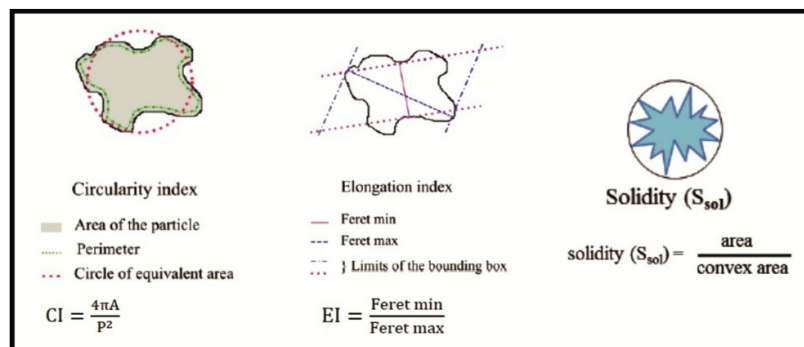 Circularity index
Area of the particle
Perimeter
Circle of equivalent area
CI = 4πA / P²
Elongation index
Feret min
Feret max
} Limits of the bounding box
EI = Feret min / Feret max
Solidity (Ssol)
solidity (Ssol) = area / convex area